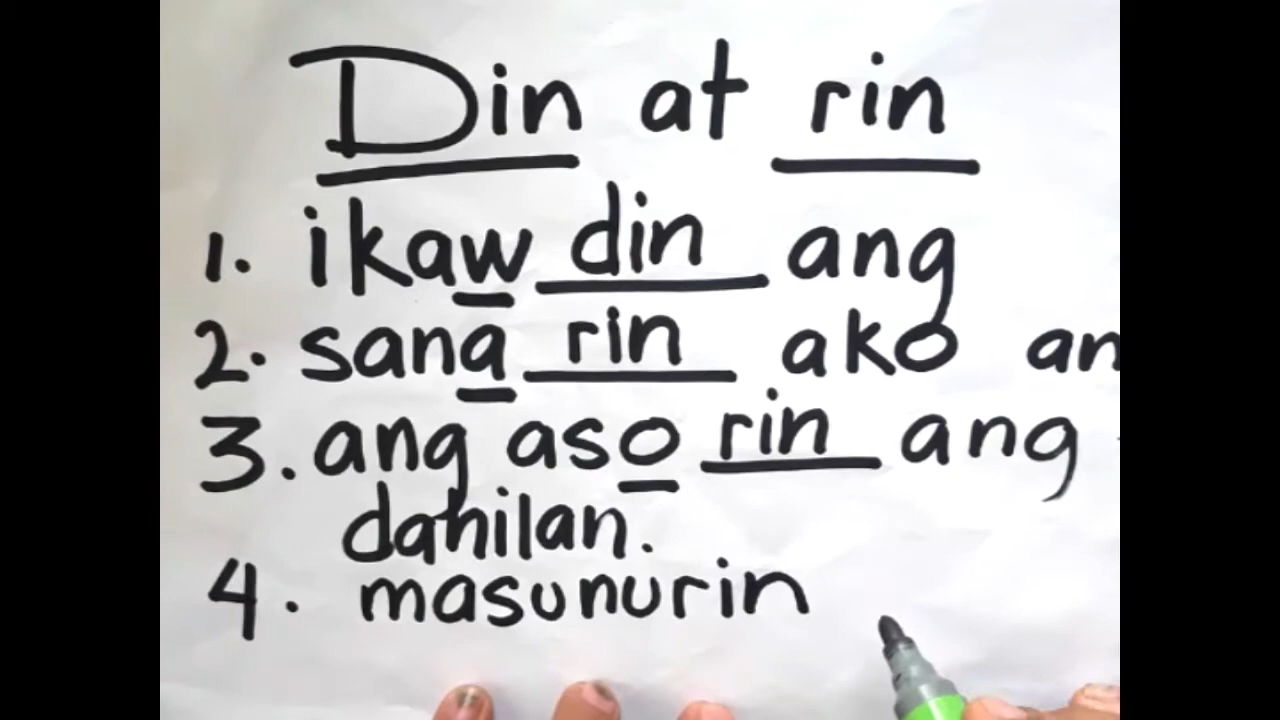 Din at rin
1. ikaw din ang
2. sana rin ako an
3. ang aso rin ang
dahilan.
4. masunurin